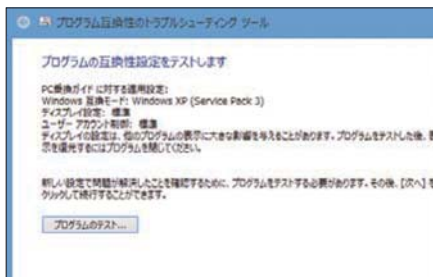 プログラム互換性のトラブルシューティング ツール
プログラムの互換性設定をテストします
PC乗換ガイド に対する適用設定:
Windows 互換モード: Windows XP (Service Pack 3)
ディスプレイ設定: 標準
ユーザー アカウント制御: 標準
ディスプレイの設定は、他のプログラムの表示に大きな影響を与えることがあります。プログラムをテストした後、表
示を復元するにはプログラムを閉じてください。
新しい設定で問題が解決したことを確認するために、プログラムをテストする必要があります。その後、[次へ] を
クリックして続行することができます。
プログラムのテスト...